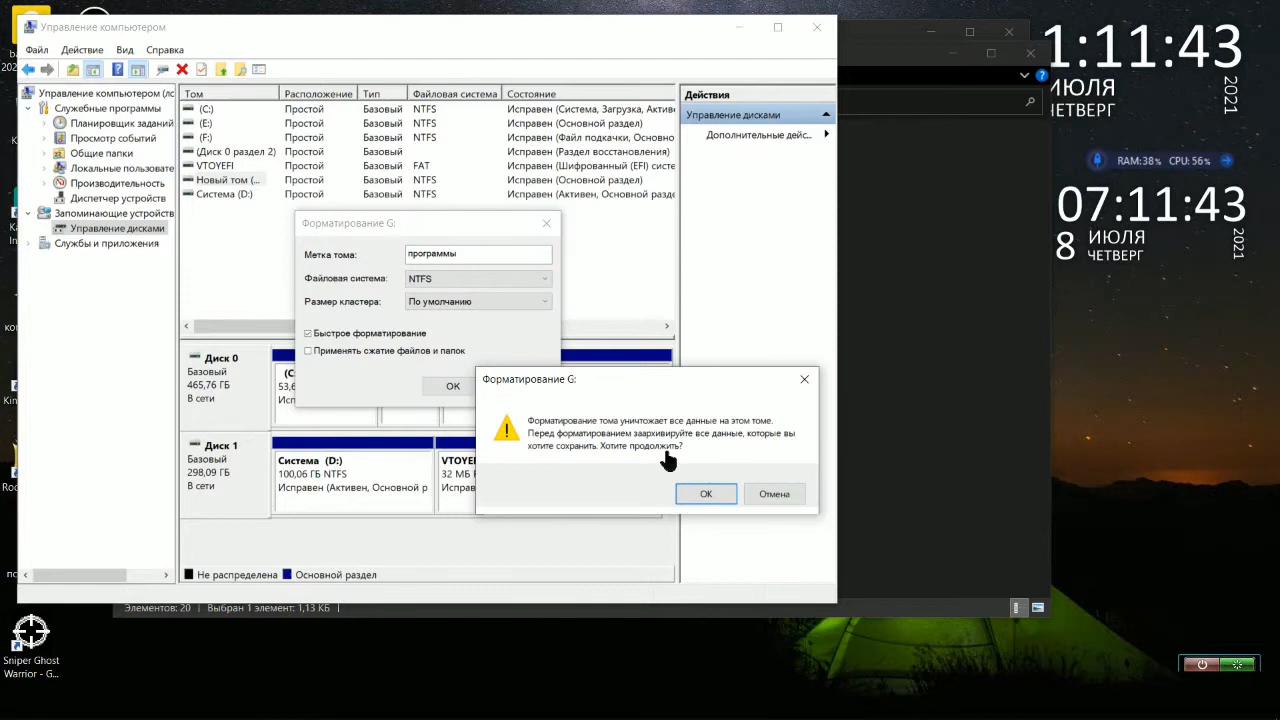 Управление компьютером
Файл Действие Вид Справка
Управление компьютером (лс
Служебные программы
Планировщик заданий
Просмотр событий
Общие папки
Локальные пользовате
Производительность
Диспетчер устройств
Запоминающие устройств
Управление дисками
Службы и приложения
Том Расположение Тип Файловая система Состояние
(C:) Простой Базовый NTFS Исправен (Система, Загрузка, Активе
(E:) Простой Базовый NTFS Исправен (Основной раздел)
(F:) Простой Базовый NTFS Исправен (Файл подкачки, Основно
(Диск 0 раздел 2) Простой Базовый Исправен (Раздел восстановления)
VTOYEFI Простой Базовый FAT Исправен (Шифрованный (EFI) систе
Новый том (... Простой Базовый NTFS Исправен (Основной раздел)
Система (D:) Простой Базовый NTFS Исправен (Активен, Основной разде
Действия
Управление дисками
Дополнительные дейс...
Форматирование G:
Метка тома: программы
Файловая система: NTFS
Размер кластера: По умолчанию
Быстрое форматирование
Применять сжатие файлов и папок
ОК
Форматирование G:
Форматирование тома уничтожает все данные на этом томе.
Перед форматированием заархивируйте все данные, которые вы
хотите сохранить. Хотите продолжить?
ОК Отмена
Диск 0
Базовый
465,76 ГБ
В сети
(C:
53,6
Исп
Диск 1
Базовый
298,09 ГБ
В сети
Система (D:)
100,06 ГБ NTFS
Исправен (Активен, Основной р
VTOYE
32 МБ F
Исправ
Не распределена Основной раздел
Элементов: 20 Выбран 1 элемент: 1,13 КБ
1:11:43
ИЮЛЯ
ЧЕТВЕРГ
2021
RAM:38% CPU:56%
07:11:43
8 ИЮЛЯ
ЧЕТВЕРГ
2021
Sniper Ghost
Warrior - G...